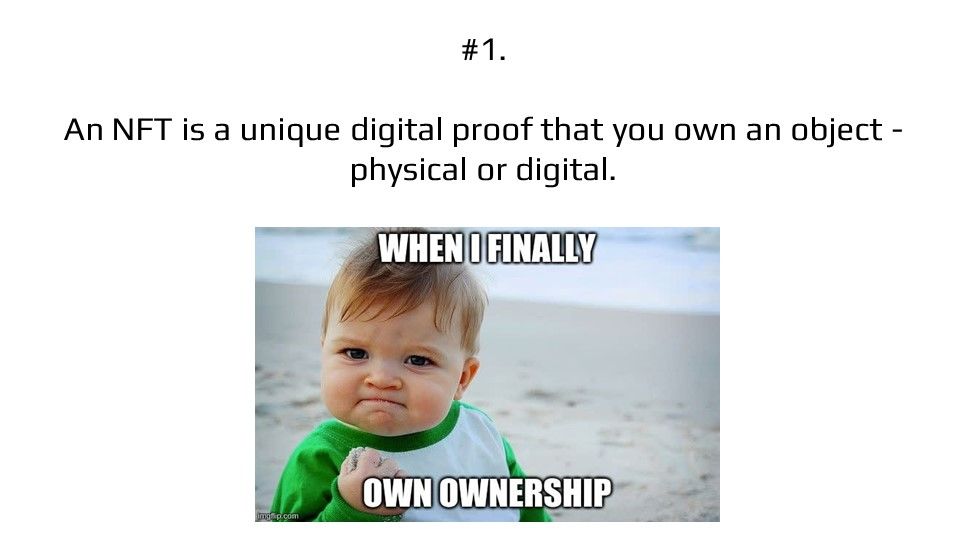 #1.
An NFT is a unique digital proof that you own an object -
physical or digital.
WHEN I FINALLY
OWN OWNERSHIP
imgflip.com